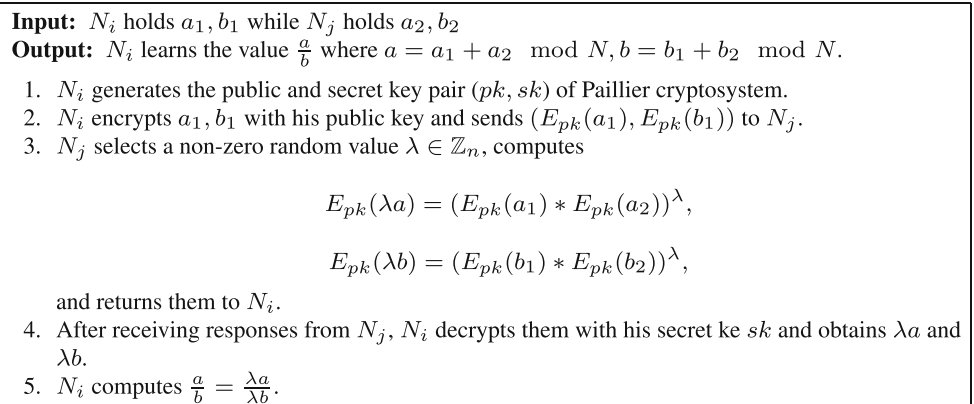 Input: N_i holds a_1, b_1 while N_j holds a_2, b_2
Output: N_i learns the value a/b where a = a_1 + a_2 mod N, b = b_1 + b_2 mod N.
1. N_i generates the public and secret key pair (pk, sk) of Paillier cryptosystem.
2. N_i encrypts a_1, b_1 with his public key and sends (E_pk(a_1), E_pk(b_1)) to N_j.
3. N_j selects a non-zero random value λ ∈ ℤ_n, computes
E_pk(λa) = (E_pk(a_1) ∗ E_pk(a_2))^λ,
E_pk(λb) = (E_pk(b_1) ∗ E_pk(b_2))^λ,
and returns them to N_i.
4. After receiving responses from N_j, N_i decrypts them with his secret ke sk and obtains λa and
λb.
5. N_i computes a/b = λa/λb.